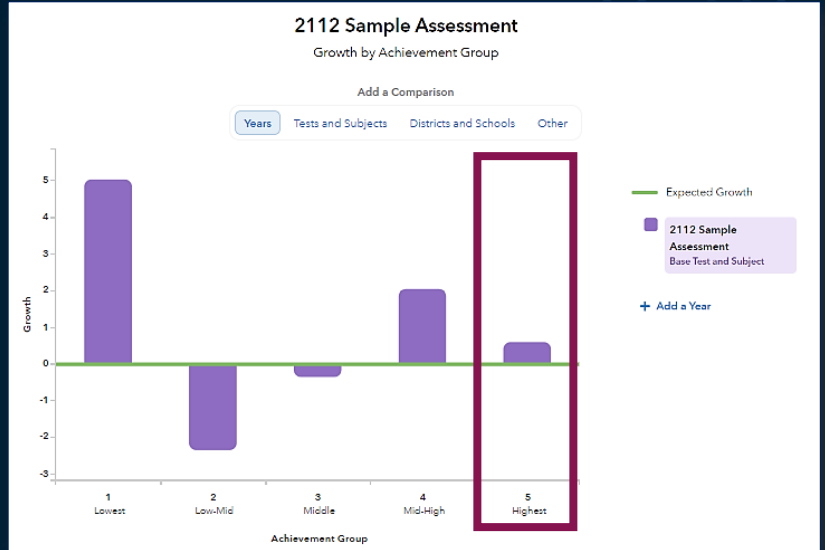 2112 Sample Assessment
Growth by Achievement Group
Add a Comparison
Years Tests and Subjects Districts and Schools Other
5
4
3
2
1
0
-1
-2
-3
Growth
1 2 3 4 5
Lowest Low-Mid Middle Mid-High Highest
Achievement Group
Expected Growth
2112 Sample
Assessment
Base Test and Subject
+ Add a Year